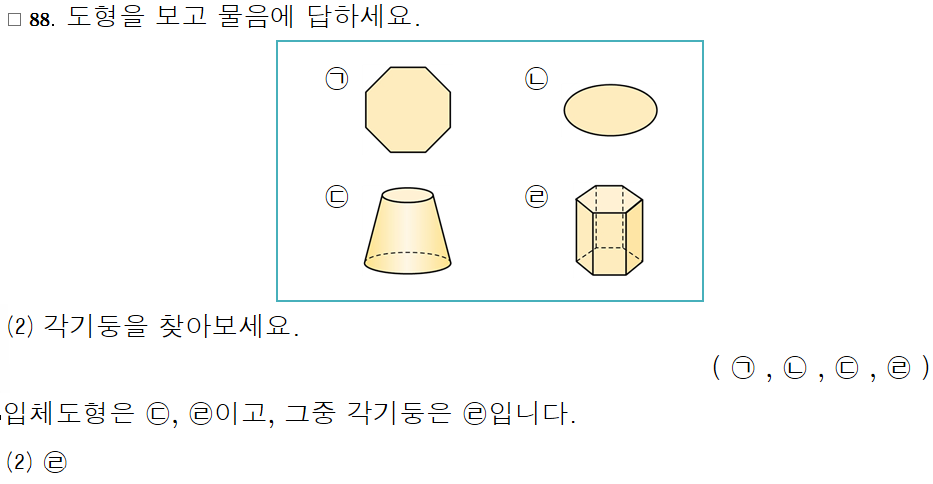 □ 88. 도형을 보고 물음에 답하세요.
㉠ ㉡
㉢ ㉣
(2) 각기둥을 찾아보세요.
( ㉠ , ㉡ , ㉢ , ㉣ )
입체도형은 ㉢, ㉣이고, 그중 각기둥은 ㉣입니다.
(2) ㉣